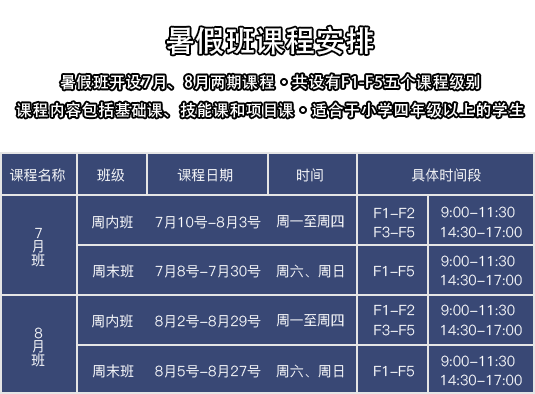 暑假班课程安排
暑假班开设7月、8月两期课程·共设有F1-F5五个课程级别
课程内容包括基础课、技能课和项目课·适合于小学四年级以上的学生
课程名称 班级 课程日期 时间 具体时间段
7月班 周内班 7月10号-8月3号 周一至周四 F1-F2 9:00-11:30
F3-F5 14:30-17:00
周末班 7月8号-7月30号 周六、周日 F1-F5 9:00-11:30
14:30-17:00
8月班 周内班 8月2号-8月29号 周一至周四 F1-F2 9:00-11:30
F3-F5 14:30-17:00
周末班 8月5号-8月27号 周六、周日 F1-F5 9:00-11:30
14:30-17:00